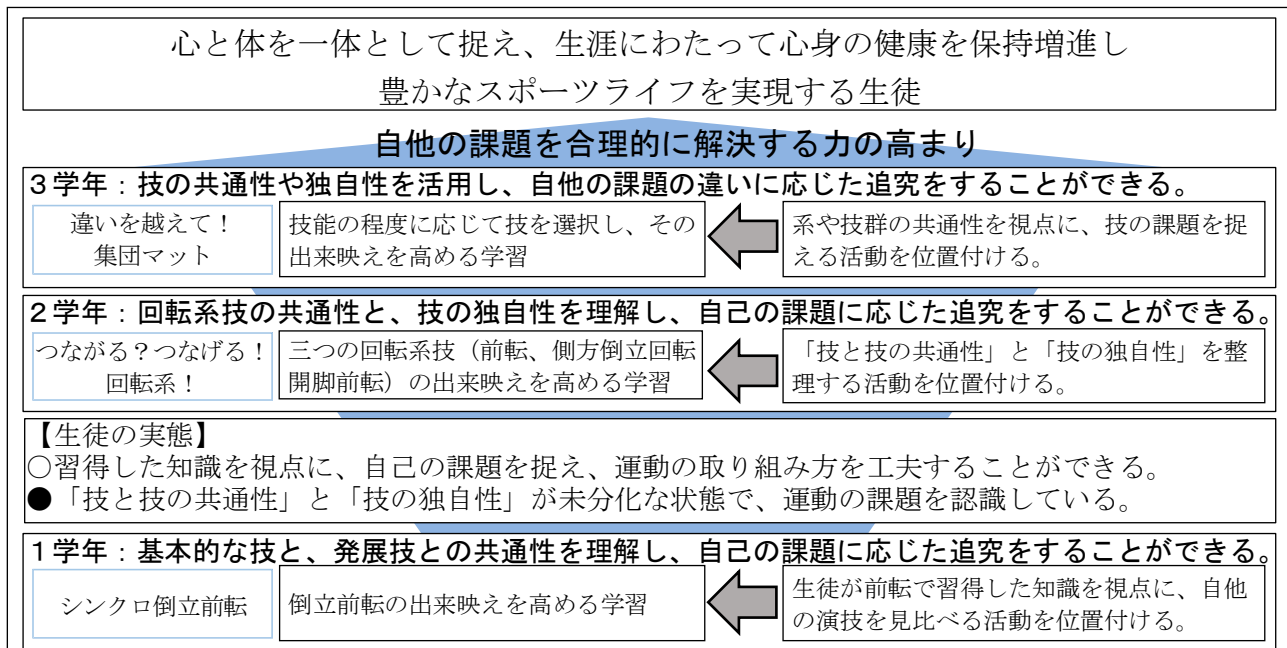 心と体を一体として捉え、生涯にわたって心身の健康を保持増進し
豊かなスポーツライフを実現する生徒
自他の課題を合理的に解決する力の高まり
３学年：技の共通性や独自性を活用し、自他の課題の違いに応じた追究をすることができる。
違いを越えて！
集団マット
技能の程度に応じて技を選択し、その
出来映えを高める学習
系や技群の共通性を視点に、技の課題を捉
える活動を位置付ける。
２学年：回転系技の共通性と、技の独自性を理解し、自己の課題に応じた追究をすることができる。
つながる？つなげる！
回転系！
三つの回転系技（前転、側方倒立回転
開脚前転）の出来映えを高める学習
「技と技の共通性」と「技の独自性」を整
理する活動を位置付ける。
【生徒の実態】
○習得した知識を視点に、自己の課題を捉え、運動の取り組み方を工夫することができる。
●「技と技の共通性」と「技の独自性」が未分化な状態で、運動の課題を認識している。
１学年：基本的な技と、発展技との共通性を理解し、自己の課題に応じた追究をすることができる。
シンクロ倒立前転
倒立前転の出来映えを高める学習
生徒が前転で習得した知識を視点に、自他
の演技を見比べる活動を位置付ける。